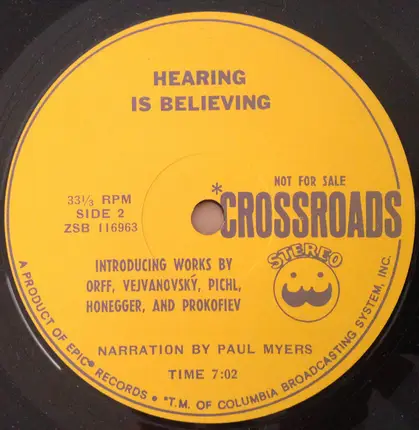 HEARING
IS BELIEVING
33⅓ RPM
SIDE 2
ZSB 116963
NOT FOR SALE
*CROSSROADS
STEREO
INTRODUCING WORKS BY
ORFF, VEJVANOVSKÝ, PICHL,
HONEGGER, AND PROKOFIEV
NARRATION BY PAUL MYERS
TIME 7:02
A PRODUCT OF EPIC® RECORDS • *T.M. OF COLUMBIA BROADCASTING SYSTEM, INC.